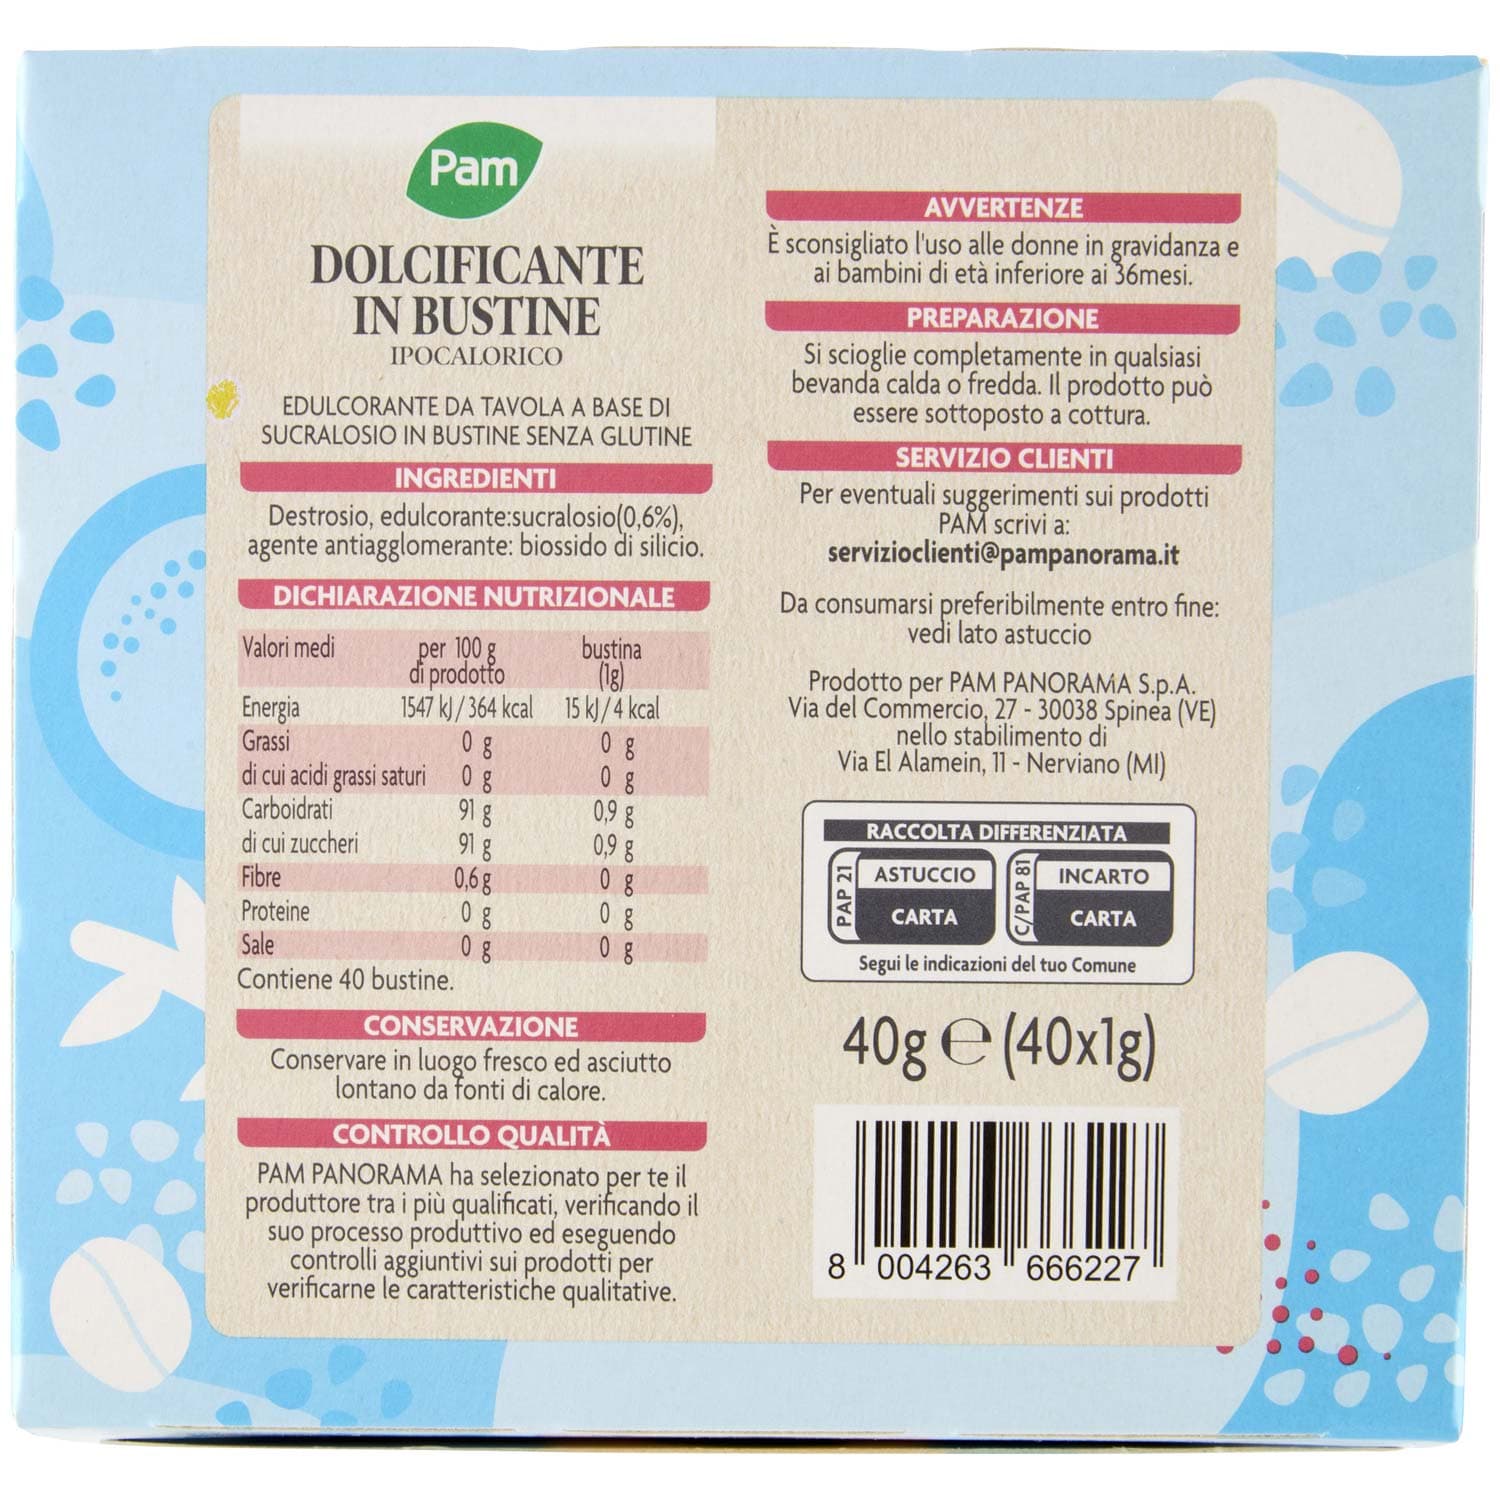 Pam
DOLCIFICANTE
IN BUSTINE
IPOCALORICO
EDULCORANTE DA TAVOLA A BASE DI
SUCRALOSIO IN BUSTINE SENZA GLUTINE
INGREDIENTI
Destrosio, edulcorante:sucralosio(0,6%),
agente antiagglomerante: biossido di silicio.
DICHIARAZIONE NUTRIZIONALE
Valori medi per 100 g bustina
di prodotto (1g)
Energia 1547 kJ/364 kcal 15 kJ/4 kcal
Grassi 0 g 0 g
di cui acidi grassi saturi 0 g 0 g
Carboidrati 91 g 0,9 g
di cui zuccheri 91 g 0,9 g
Fibre 0,6 g 0 g
Proteine 0 g 0 g
Sale 0 g 0 g
Contiene 40 bustine.
CONSERVAZIONE
Conservare in luogo fresco ed asciutto
lontano da fonti di calore.
CONTROLLO QUALITÀ
PAM PANORAMA ha selezionato per te il
produttore tra i più qualificati, verificando il
suo processo produttivo ed eseguendo
controlli aggiuntivi sui prodotti per
verificarne le caratteristiche qualitative.
AVVERTENZE
È sconsigliato l'uso alle donne in gravidanza e
ai bambini di età inferiore ai 36mesi.
PREPARAZIONE
Si scioglie completamente in qualsiasi
bevanda calda o fredda. Il prodotto può
essere sottoposto a cottura.
SERVIZIO CLIENTI
Per eventuali suggerimenti sui prodotti
PAM scrivi a:
servizioclienti@pampanorama.it
Da consumarsi preferibilmente entro fine:
vedi lato astuccio
Prodotto per PAM PANORAMA S.p.A.
Via del Commercio, 27 - 30038 Spinea (VE)
nello stabilimento di
Via El Alamein, 11 - Nerviano (MI)
RACCOLTA DIFFERENZIATA
PAP 21 ASTUCCIO CARTA
C/PAP 81 INCARTO CARTA
Segui le indicazioni del tuo Comune
40g e (40x1g)
8 004263 666227